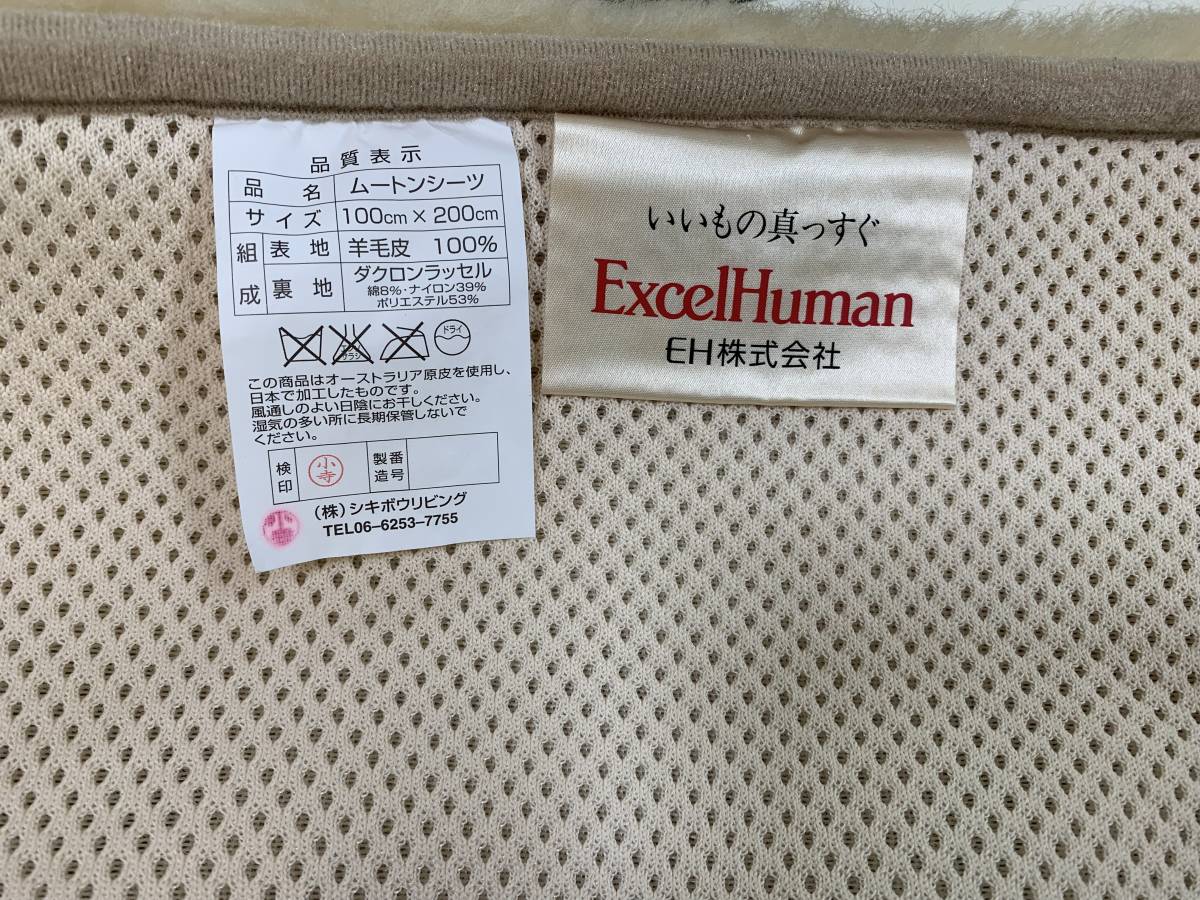 品質表示
品名 ムートンシーツ
サイズ 100cm×200cm
組成 表地 羊毛皮 100%
裏地 ダクロンラッセル
綿8%・ナイロン39%
ポリエステル53%
エンソサラシ ドライ
この商品はオーストラリア原皮を使用し、
日本で加工したものです。
風通しのよい日陰にお干しください。
湿気の多い所に長期保管しないで
ください。
検印 小寺 製番造号
(株)シキボウリビング
TEL06-6253-7755
いいもの真っすぐ
ExcelHuman
EH株式会社